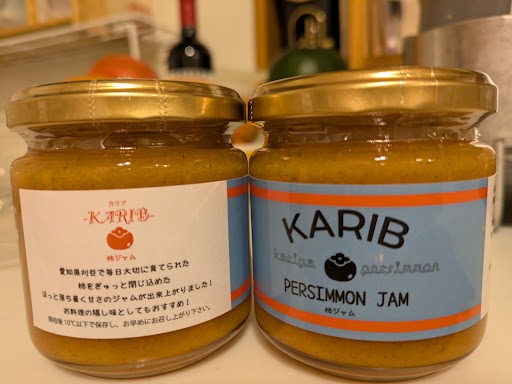 カリブ
-KARIB-
柿ジャム
愛知県刈谷で毎日大切に育てられた
柿をぎゅっと閉じ込めた
ほっと落ち着く甘さのジャムが出来上がりました!
お料理の隠し味としてもおすすめ!
開栓後10℃以下で保存し、お早めにお召し上がり下さい。
KARIB
kariya persimmon
PERSIMMON JAM
柿ジャム